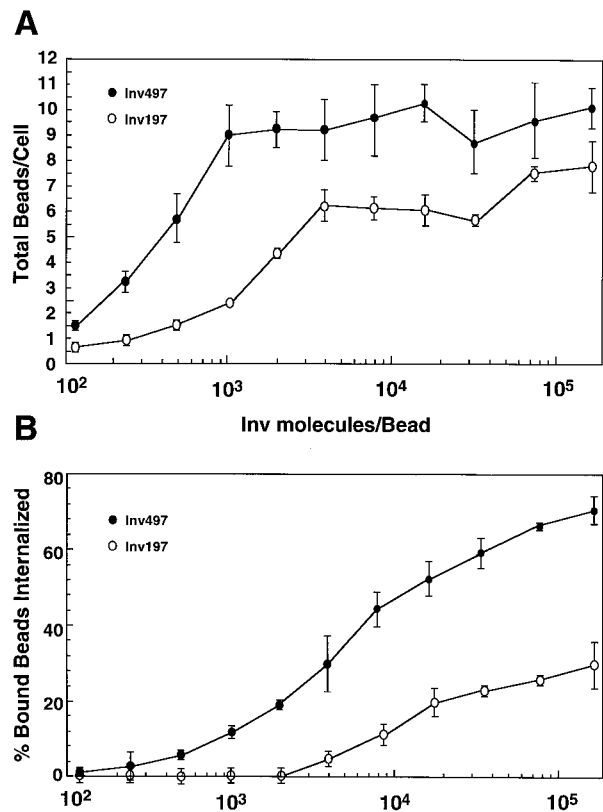 A
Total Beads/Cell
12
11
10
9
8
7
6
5
4
3
2
1
0
Inv497
Inv197
10² 10³ 10⁴ 10⁵
Inv molecules/Bead
B
% Bound Beads Internalized
80
60
40
20
0
Inv497
Inv197
10² 10³ 10⁴ 10⁵